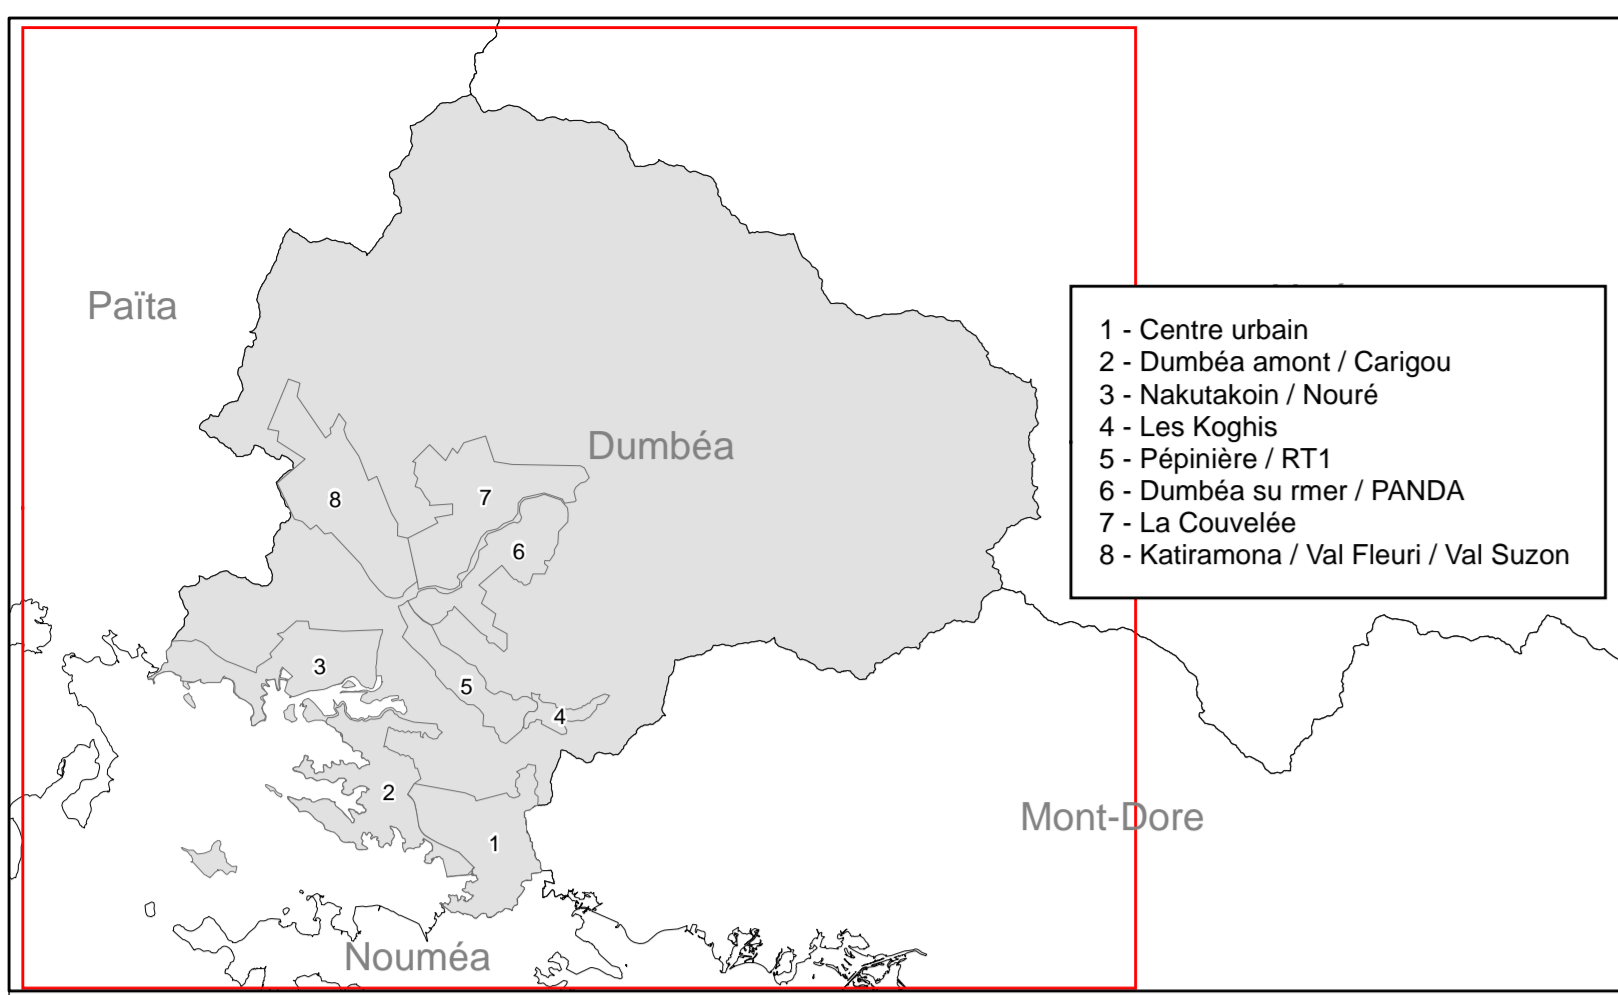 Païta
1 - Centre urbain
2 - Dumbéa amont / Carigou
3 - Nakutakoin / Nouré
4 - Les Koghis
5 - Pépinière / RT1
6 - Dumbéa su rmer / PANDA
7 - La Couvelée
8 - Katiramona / Val Fleuri / Val Suzon
Dumbéa
8
7
6
3
5
4
2
Mont-Dore
1
Nouméa